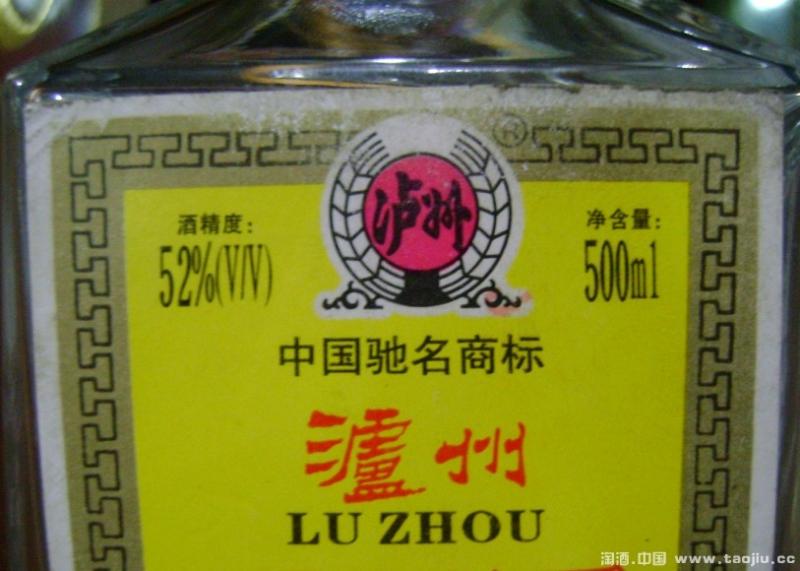 ®
泸州
酒精度：
52%(V/V)
净含量：
500ml
中国驰名商标
瀘州
LU ZHOU
淘酒.中国 www.taojiu.cc